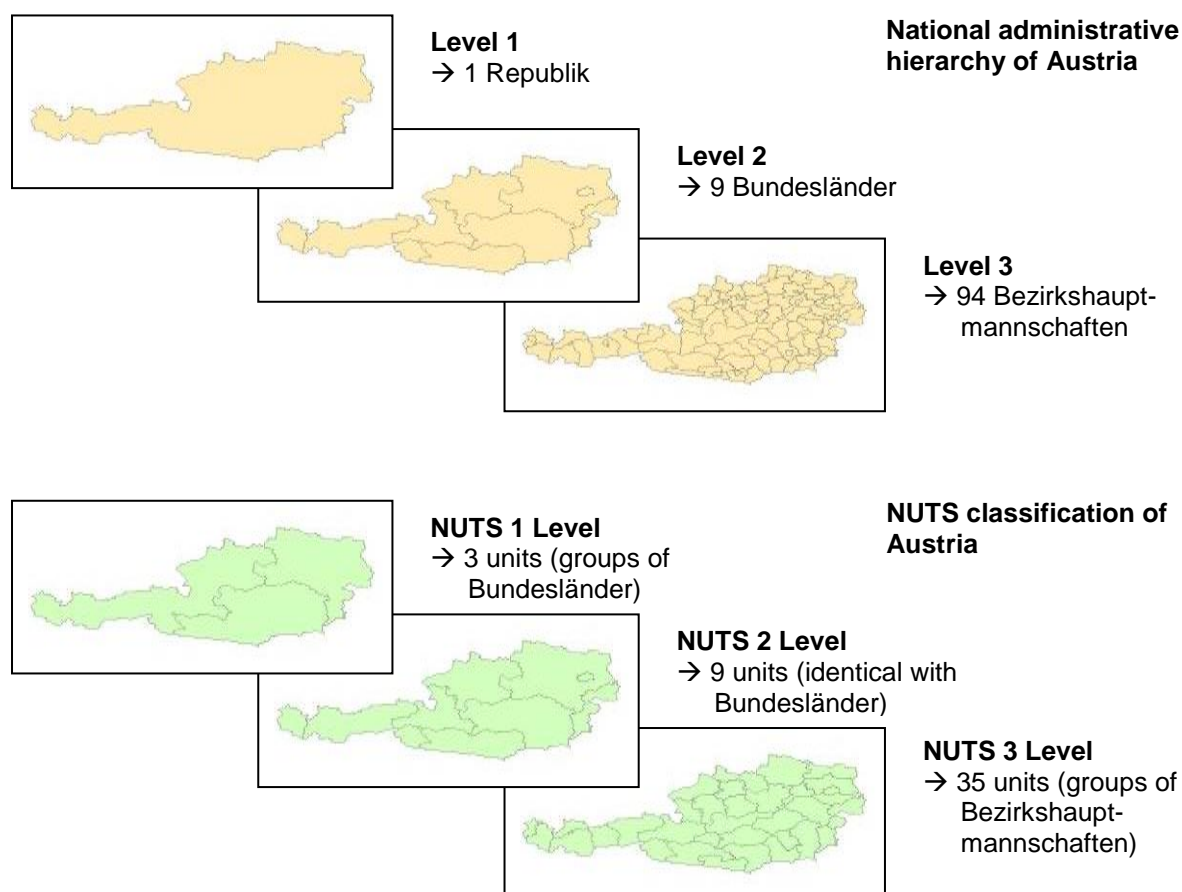 National administrative
hierarchy of Austria
Level 1
→ 1 Republik
Level 2
→ 9 Bundesländer
Level 3
→ 94 Bezirkshaupt-
mannschaften
NUTS classification of
Austria
NUTS 1 Level
→ 3 units (groups of
Bundesländer)
NUTS 2 Level
→ 9 units (identical with
Bundesländer)
NUTS 3 Level
→ 35 units (groups of
Bezirkshaupt-
mannschaften)